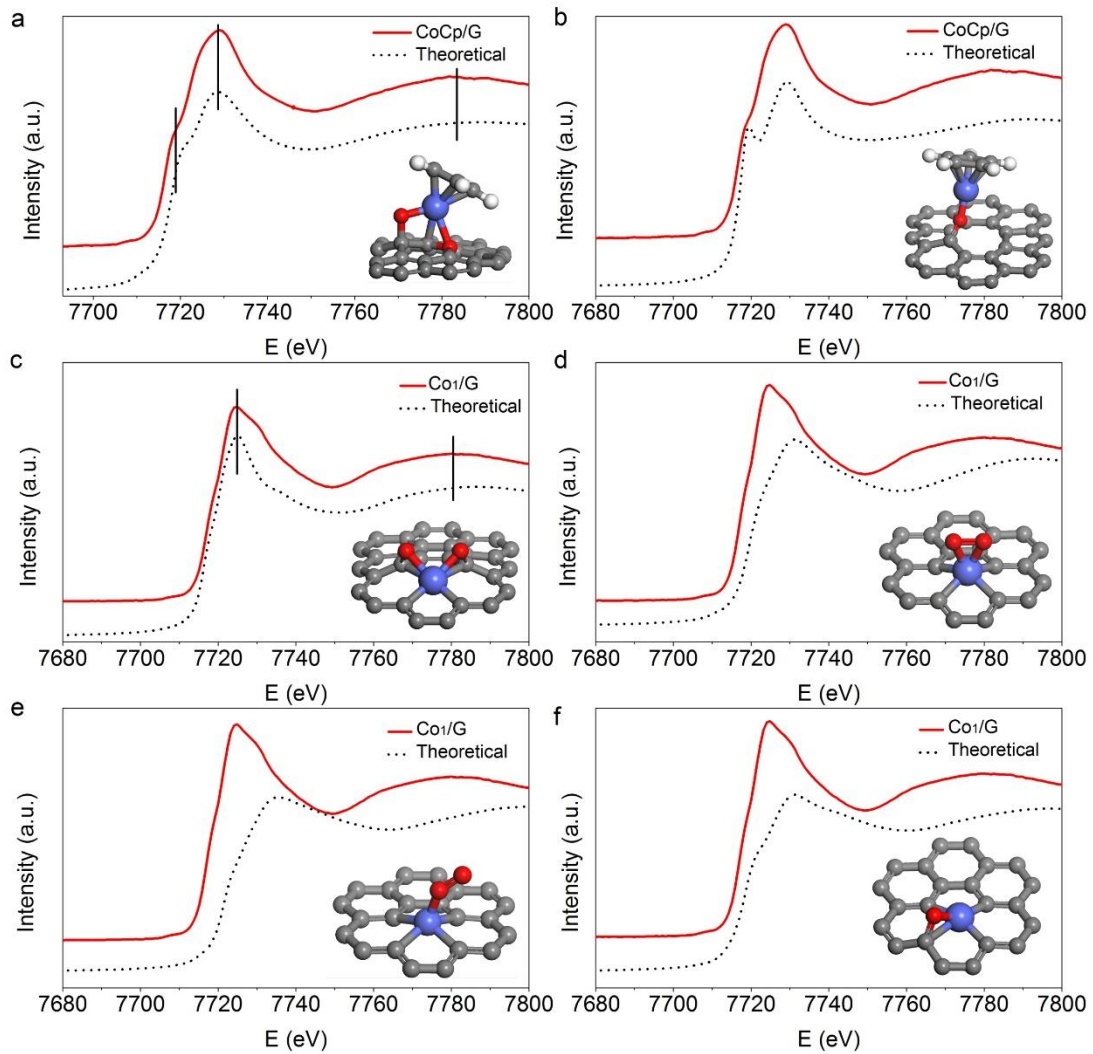 a
CoCp/G
Theoretical
Intensity (a.u.)
7700 7720 7740 7760 7780 7800
E (eV)
b
CoCp/G
Theoretical
Intensity (a.u.)
7680 7700 7720 7740 7760 7780 7800
E (eV)
c
Co1/G
Theoretical
Intensity (a.u.)
7680 7700 7720 7740 7760 7780 7800
E (eV)
d
Co1/G
Theoretical
Intensity (a.u.)
7680 7700 7720 7740 7760 7780 7800
E (eV)
e
Co1/G
Theoretical
Intensity (a.u.)
7680 7700 7720 7740 7760 7780 7800
E (eV)
f
Co1/G
Theoretical
Intensity (a.u.)
7680 7700 7720 7740 7760 7780 7800
E (eV)